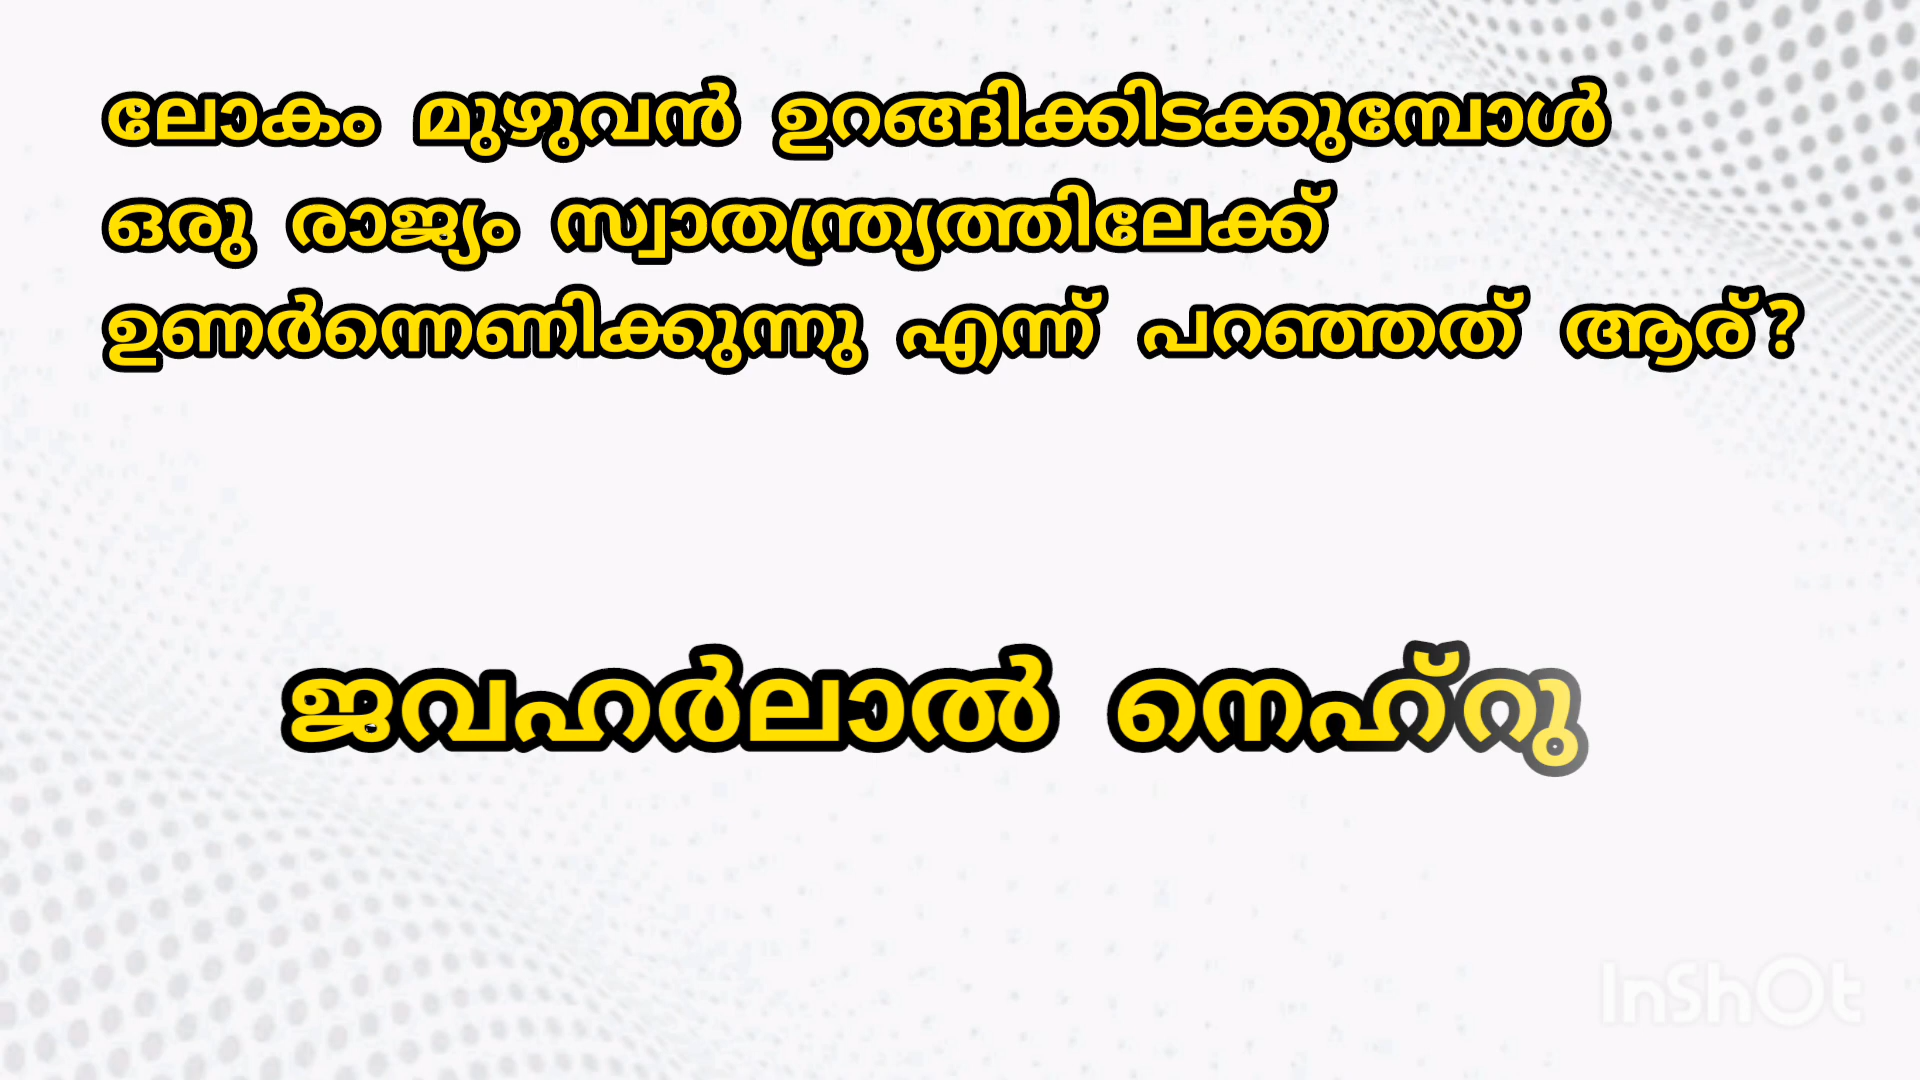 ലോകം മുഴുവൻ ഉറങ്ങിക്കിടക്കുമ്പോൾ
ഒരു രാജ്യം സ്വാതന്ത്ര്യത്തിലേക്ക്
ഉണർന്നെണിക്കുന്നു എന്ന് പറഞ്ഞത് ആര്?
ജവഹർലാൽ നെഹ്റു
InShOt